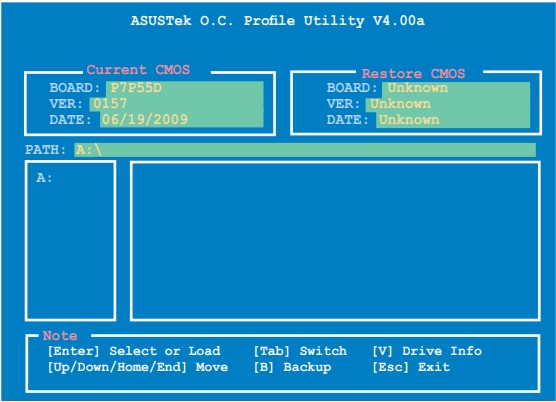 ASUSTek O.C. Profile Utility V4.00a
Current CMOS
BOARD: P7P55D
VER: 0157
DATE: 06/19/2009
Restore CMOS
BOARD: Unknown
VER: Unknown
DATE: Unknown
PATH: A:\
A:
Note
[Enter] Select or Load [Tab] Switch [V] Drive Info
[Up/Down/Home/End] Move [B] Backup [Esc] Exit